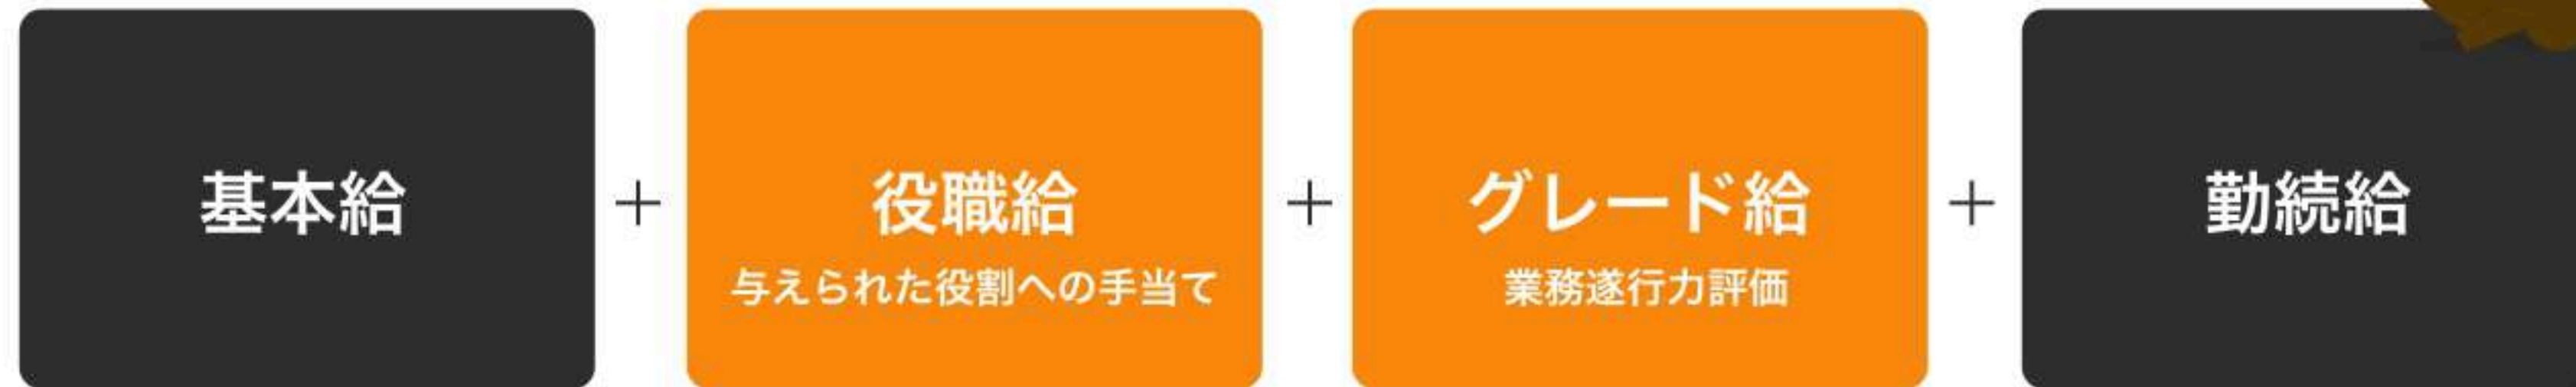 基本給
+
役職給
与えられた役割への手当て
+
グレード給
業務遂行力評価
+
勤続給